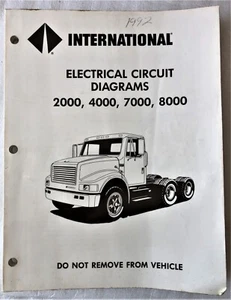 1992
INTERNATIONAL®
ELECTRICAL CIRCUIT
DIAGRAMS
2000, 4000, 7000, 8000
DO NOT REMOVE FROM VEHICLE